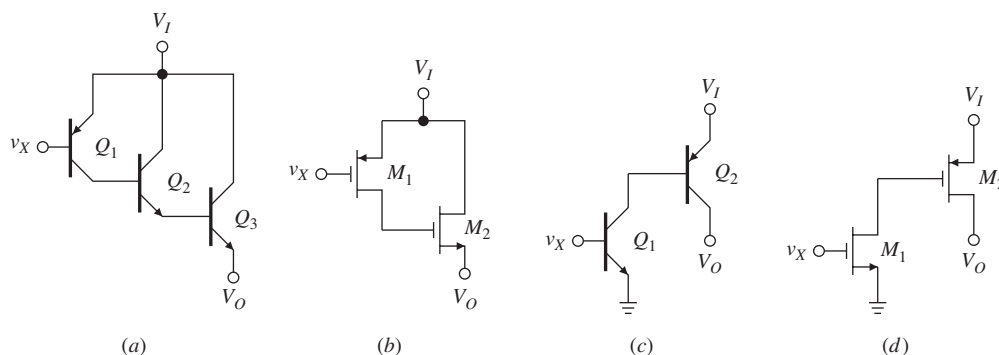 V_I
v_X
Q_1
Q_2
Q_3
V_O
(a)
V_I
v_X
M_1
M_2
V_O
(b)
V_I
Q_2
v_X
Q_1
V_O
(c)
V_I
M_2
v_X
M_1
V_O
(d)